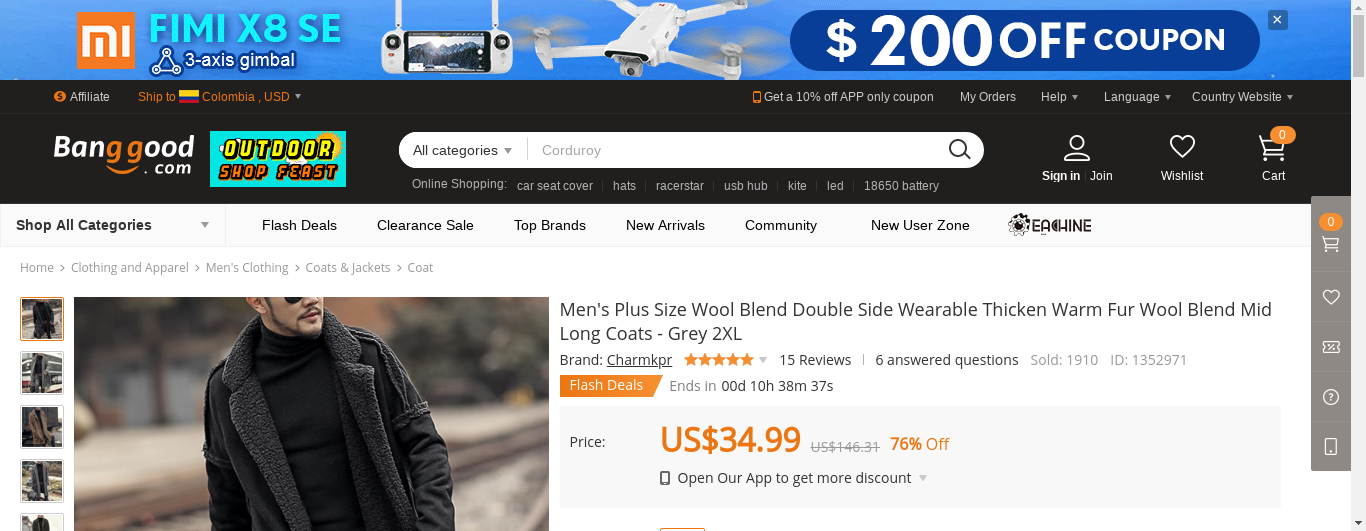 FIMI X8 SE
3-axis gimbal
$ 200 OFF COUPON
Affiliate
Ship to Colombia , USD
Get a 10% off APP only coupon
My Orders
Help
Language
Country Website
Banggood
.com
OUTDOOR
SHOP FEAST
All categories
Corduroy
0
Sign in
Join
Wishlist
Cart
Online Shopping: car seat cover hats racerstar usb hub kite led 18650 battery
Shop All Categories
Flash Deals
Clearance Sale
Top Brands
New Arrivals
Community
New User Zone
EACHINE
0
Home > Clothing and Apparel > Men's Clothing > Coats & Jackets > Coat
Men's Plus Size Wool Blend Double Side Wearable Thicken Warm Fur Wool Blend Mid
Long Coats - Grey 2XL
Brand: Charmkpr 15 Reviews 6 answered questions Sold: 1910 ID: 1352971
Flash Deals Ends in 00d 10h 38m 37s
Price: US$34.99 US$146.31 76% Off
Open Our App to get more discount